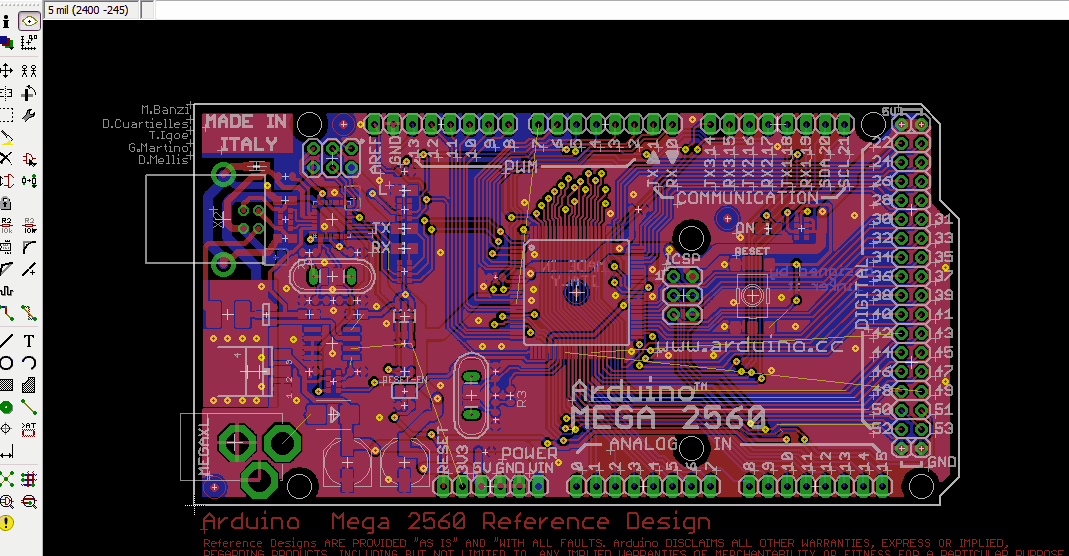 5 mil (2400 -245)
M.Banzi
D.Cuartielles
T.Igoe
G.Martino
D.Mellis
MADE IN
ITALY
AREF
GND
13
12
11
10
9
8
7
6
5
4
3
2
PWM
TX3 14
RX3 15
TX2 16
RX2 17
TX1 18
RX1 19
SDA 20
SCL 21
COMMUNICATION
5V
22
24
26
28
30 31
32 33
34 35
36 37
38 39
40 41
42 43
44 45
46 47
48 49
50 51
52 53
GND
DIGITAL
TX
RX
ON
RESET
ICSP
X2
www.arduino.cc
Arduino™
MEGA 2560
RESET-EN
R3
ANALOG IN
POWER
RESET
3V3
5V GND VIN
0 1 2 3 4 5 6 7
8 9 10 11 12 13 14 15
MEGAXL
Arduino Mega 2560 Reference Design
Reference Designs ARE PROVIDED "AS IS" AND "WITH ALL FAULTS. Arduino DISCLAIMS ALL OTHER WARRANTIES, EXPRESS OR IMPLIED,
REGARDING PRODUCTS, INCLUDING BUT NOT LIMITED TO, ANY IMPLIED WARRANTIES OF MERCHANTABILITY OR FITNESS FOR A PARTICULAR PURPOSE